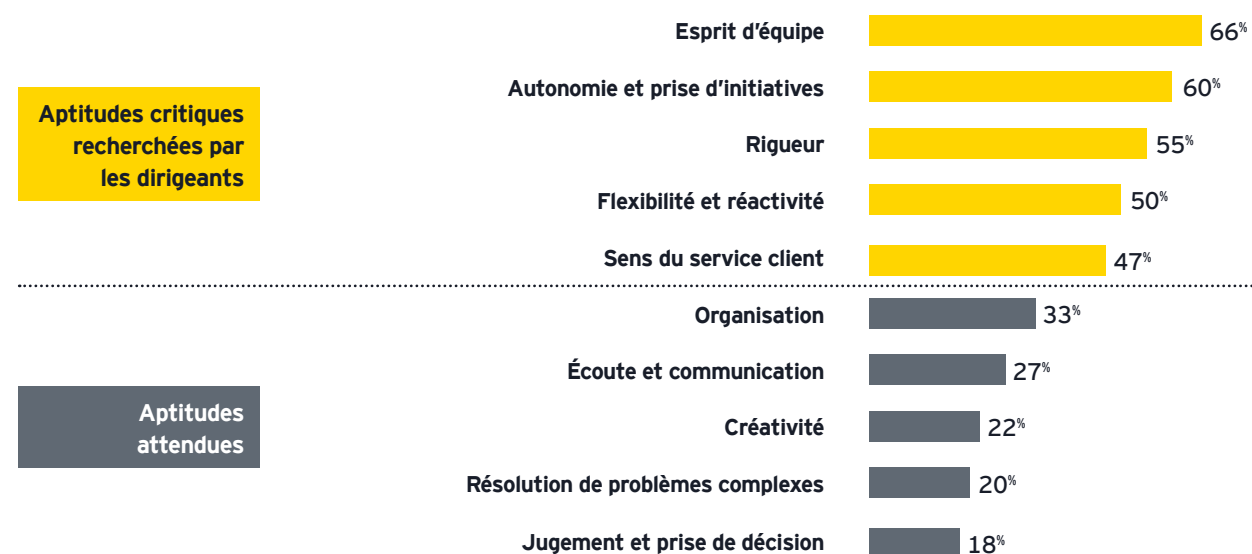 Esprit d'équipe 66%
Autonomie et prise d'initiatives 60%
Aptitudes critiques
recherchées par
les dirigeants
Rigueur 55%
Flexibilité et réactivité 50%
Sens du service client 47%
Organisation 33%
Écoute et communication 27%
Aptitudes
attendues
Créativité 22%
Résolution de problèmes complexes 20%
Jugement et prise de décision 18%